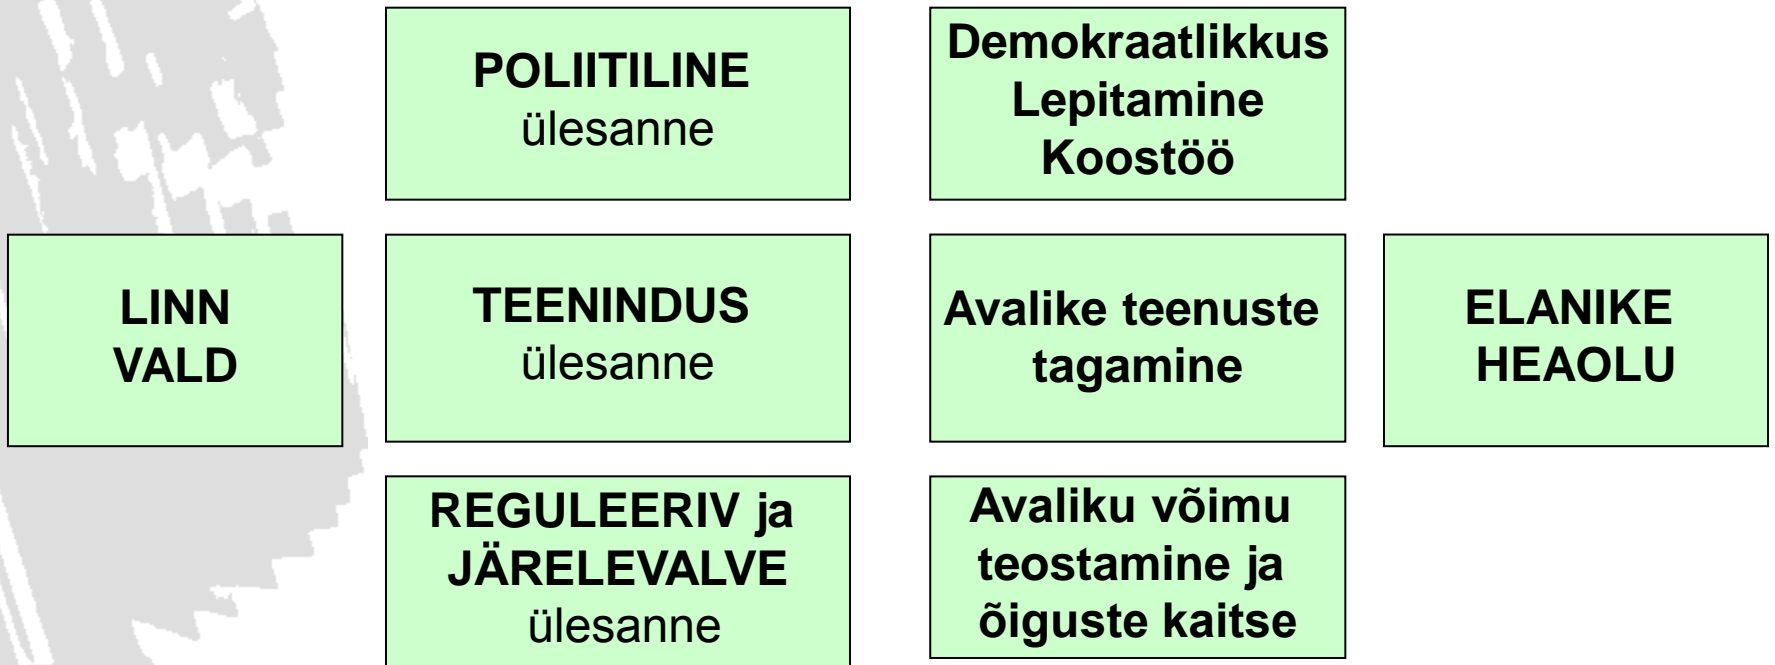 POLIITILINE
ülesanne
Demokraatlikkus
Lepitamine
Koostöö
LINN
VALD
TEENINDUS
ülesanne
Avalike teenuste
tagamine
ELANIKE
HEAOLU
REGULEERIV ja
JÄRELEVALVE
ülesanne
Avaliku võimu
teostamine ja
õiguste kaitse